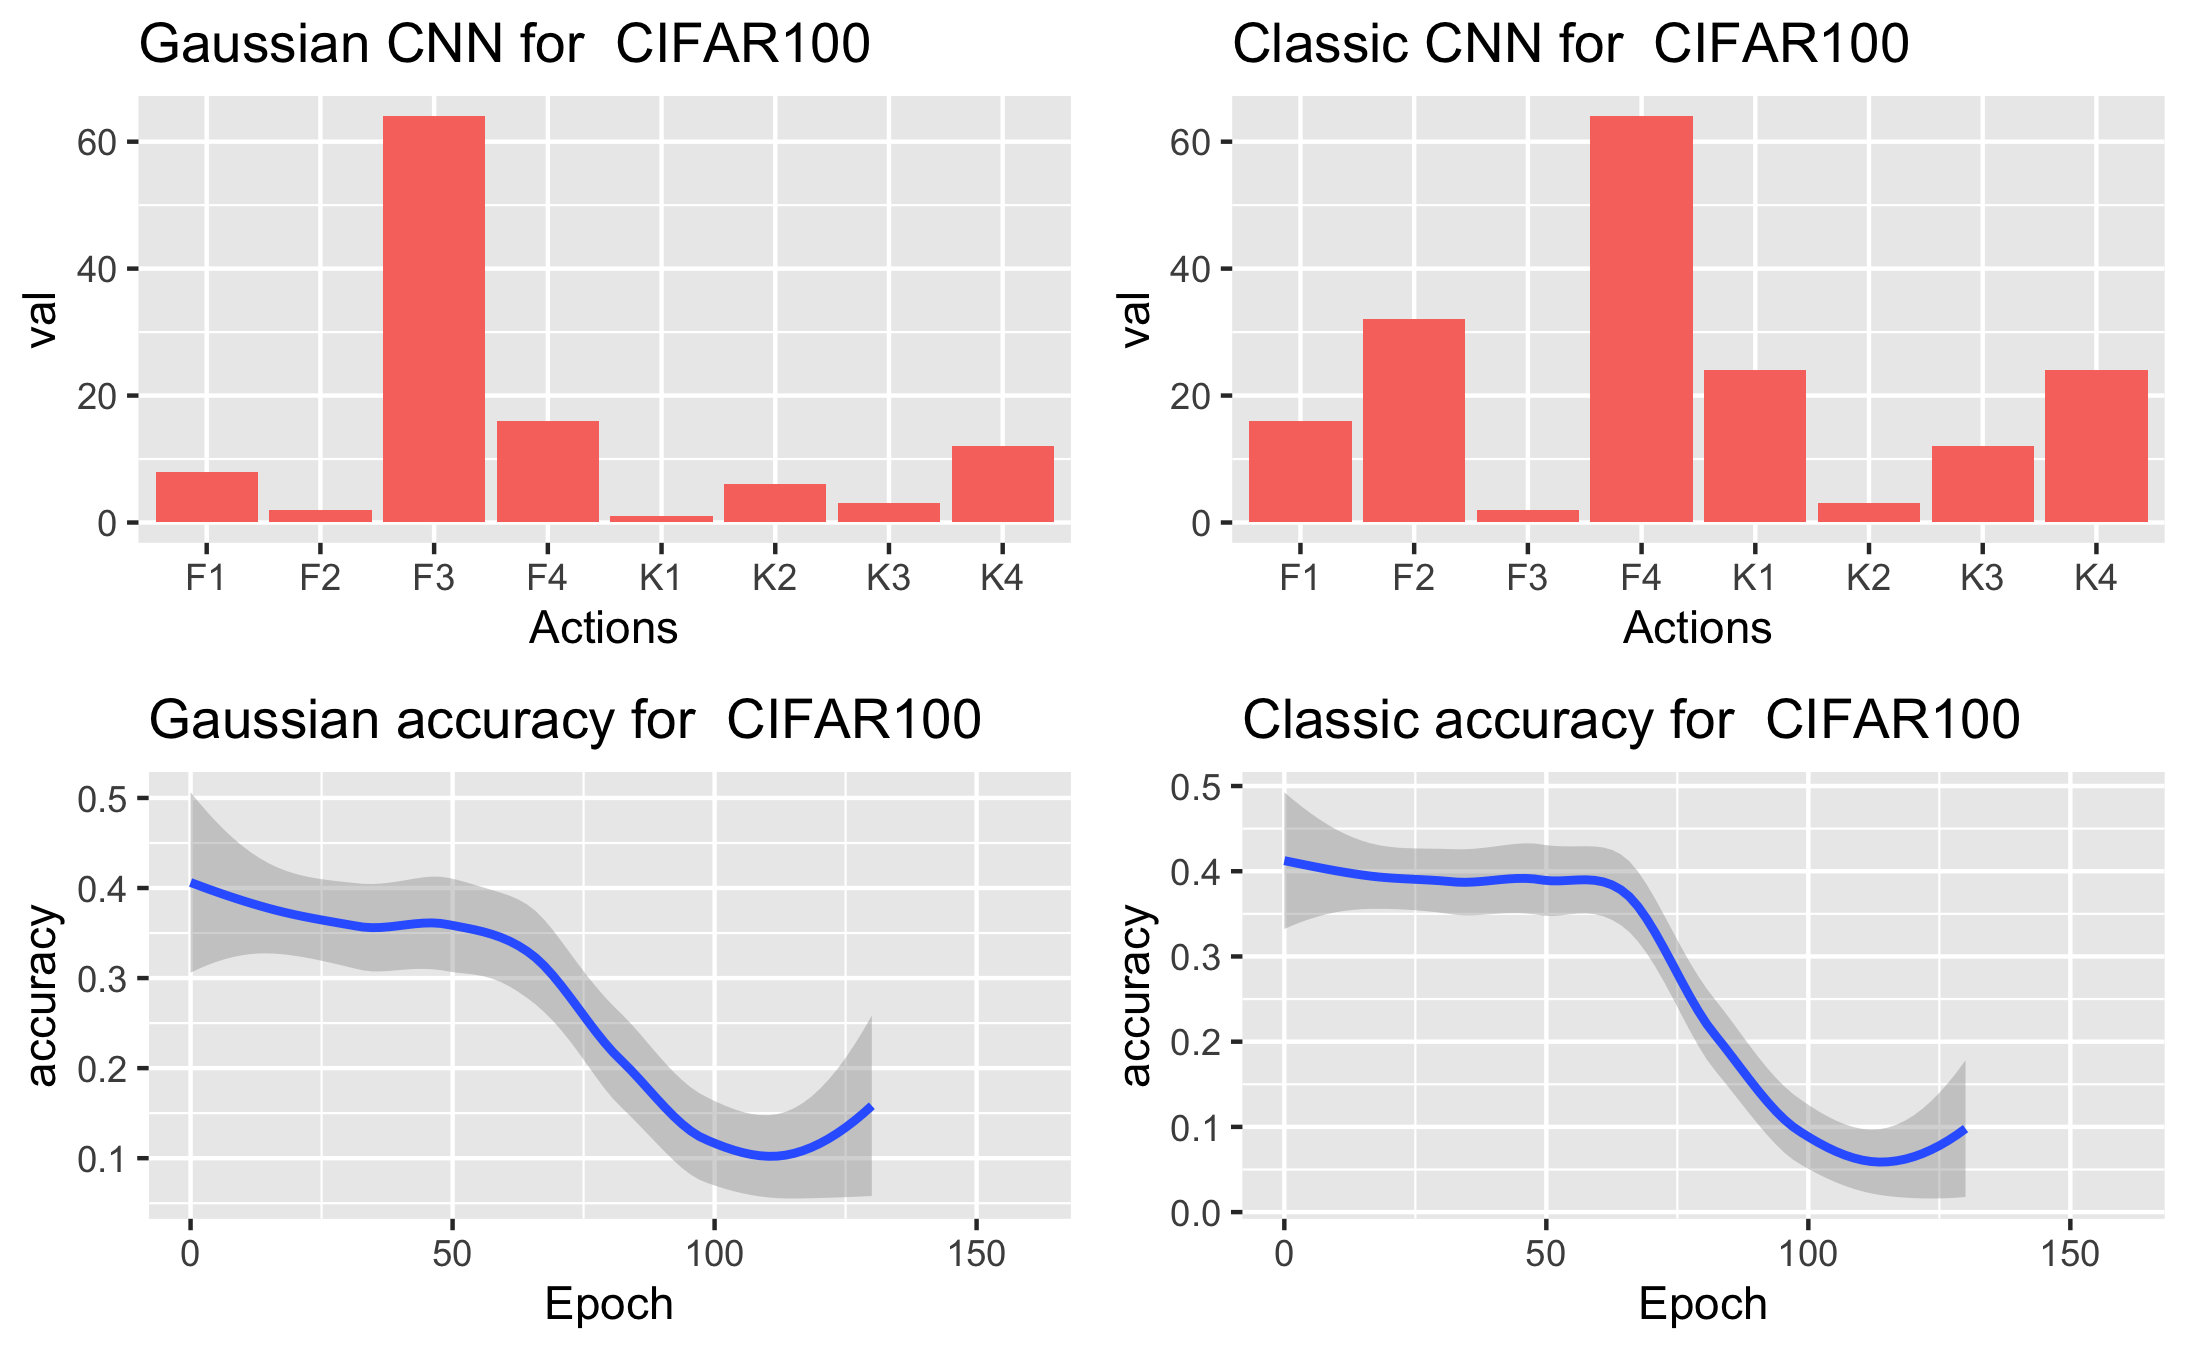 Gaussian CNN for  CIFAR100
val
60
40
20
0
F1 F2 F3 F4 K1 K2 K3 K4
Actions
Classic CNN for  CIFAR100
val
60
40
20
0
F1 F2 F3 F4 K1 K2 K3 K4
Actions
Gaussian accuracy for  CIFAR100
accuracy
0.5
0.4
0.3
0.2
0.1
0 50 100 150
Epoch
Classic accuracy for  CIFAR100
accuracy
0.5
0.4
0.3
0.2
0.1
0.0
0 50 100 150
Epoch